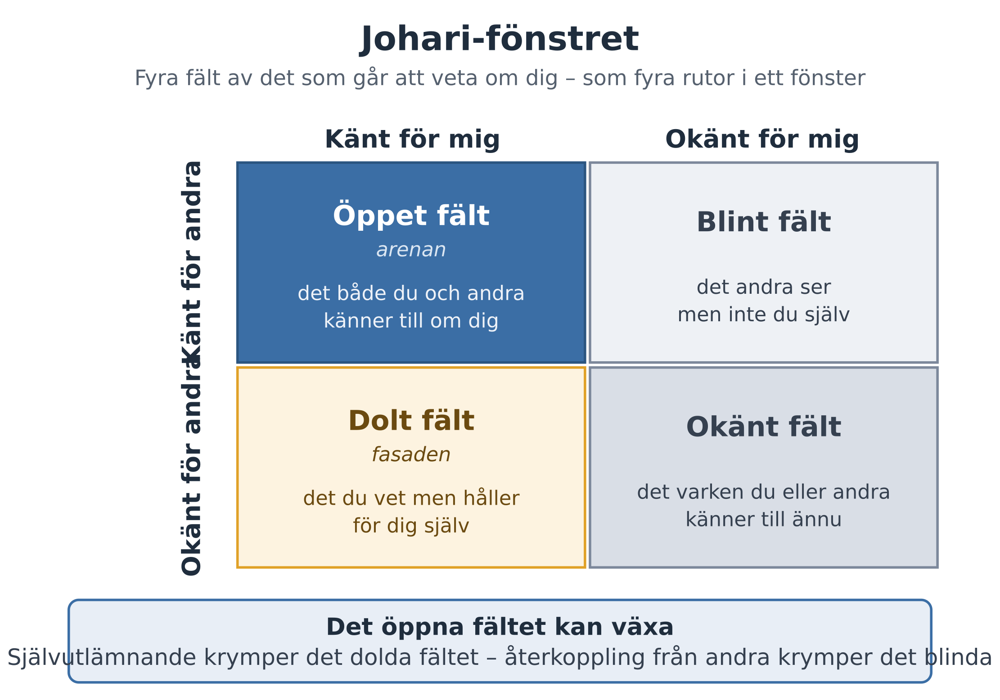 Johari-fönstret
Fyra fält av det som går att veta om dig – som fyra rutor i ett fönster
Känt för mig
Okänt för mig
Känt för andra
Öppet fält
arenan
det både du och andra
känner till om dig
Blint fält
det andra ser
men inte du själv
Okänt för andra
Dolt fält
fasaden
det du vet men håller
för dig själv
Okänt fält
det varken du eller andra
känner till ännu
Det öppna fältet kan växa
Självutlämnande krymper det dolda fältet – återkoppling från andra krymper det blinda